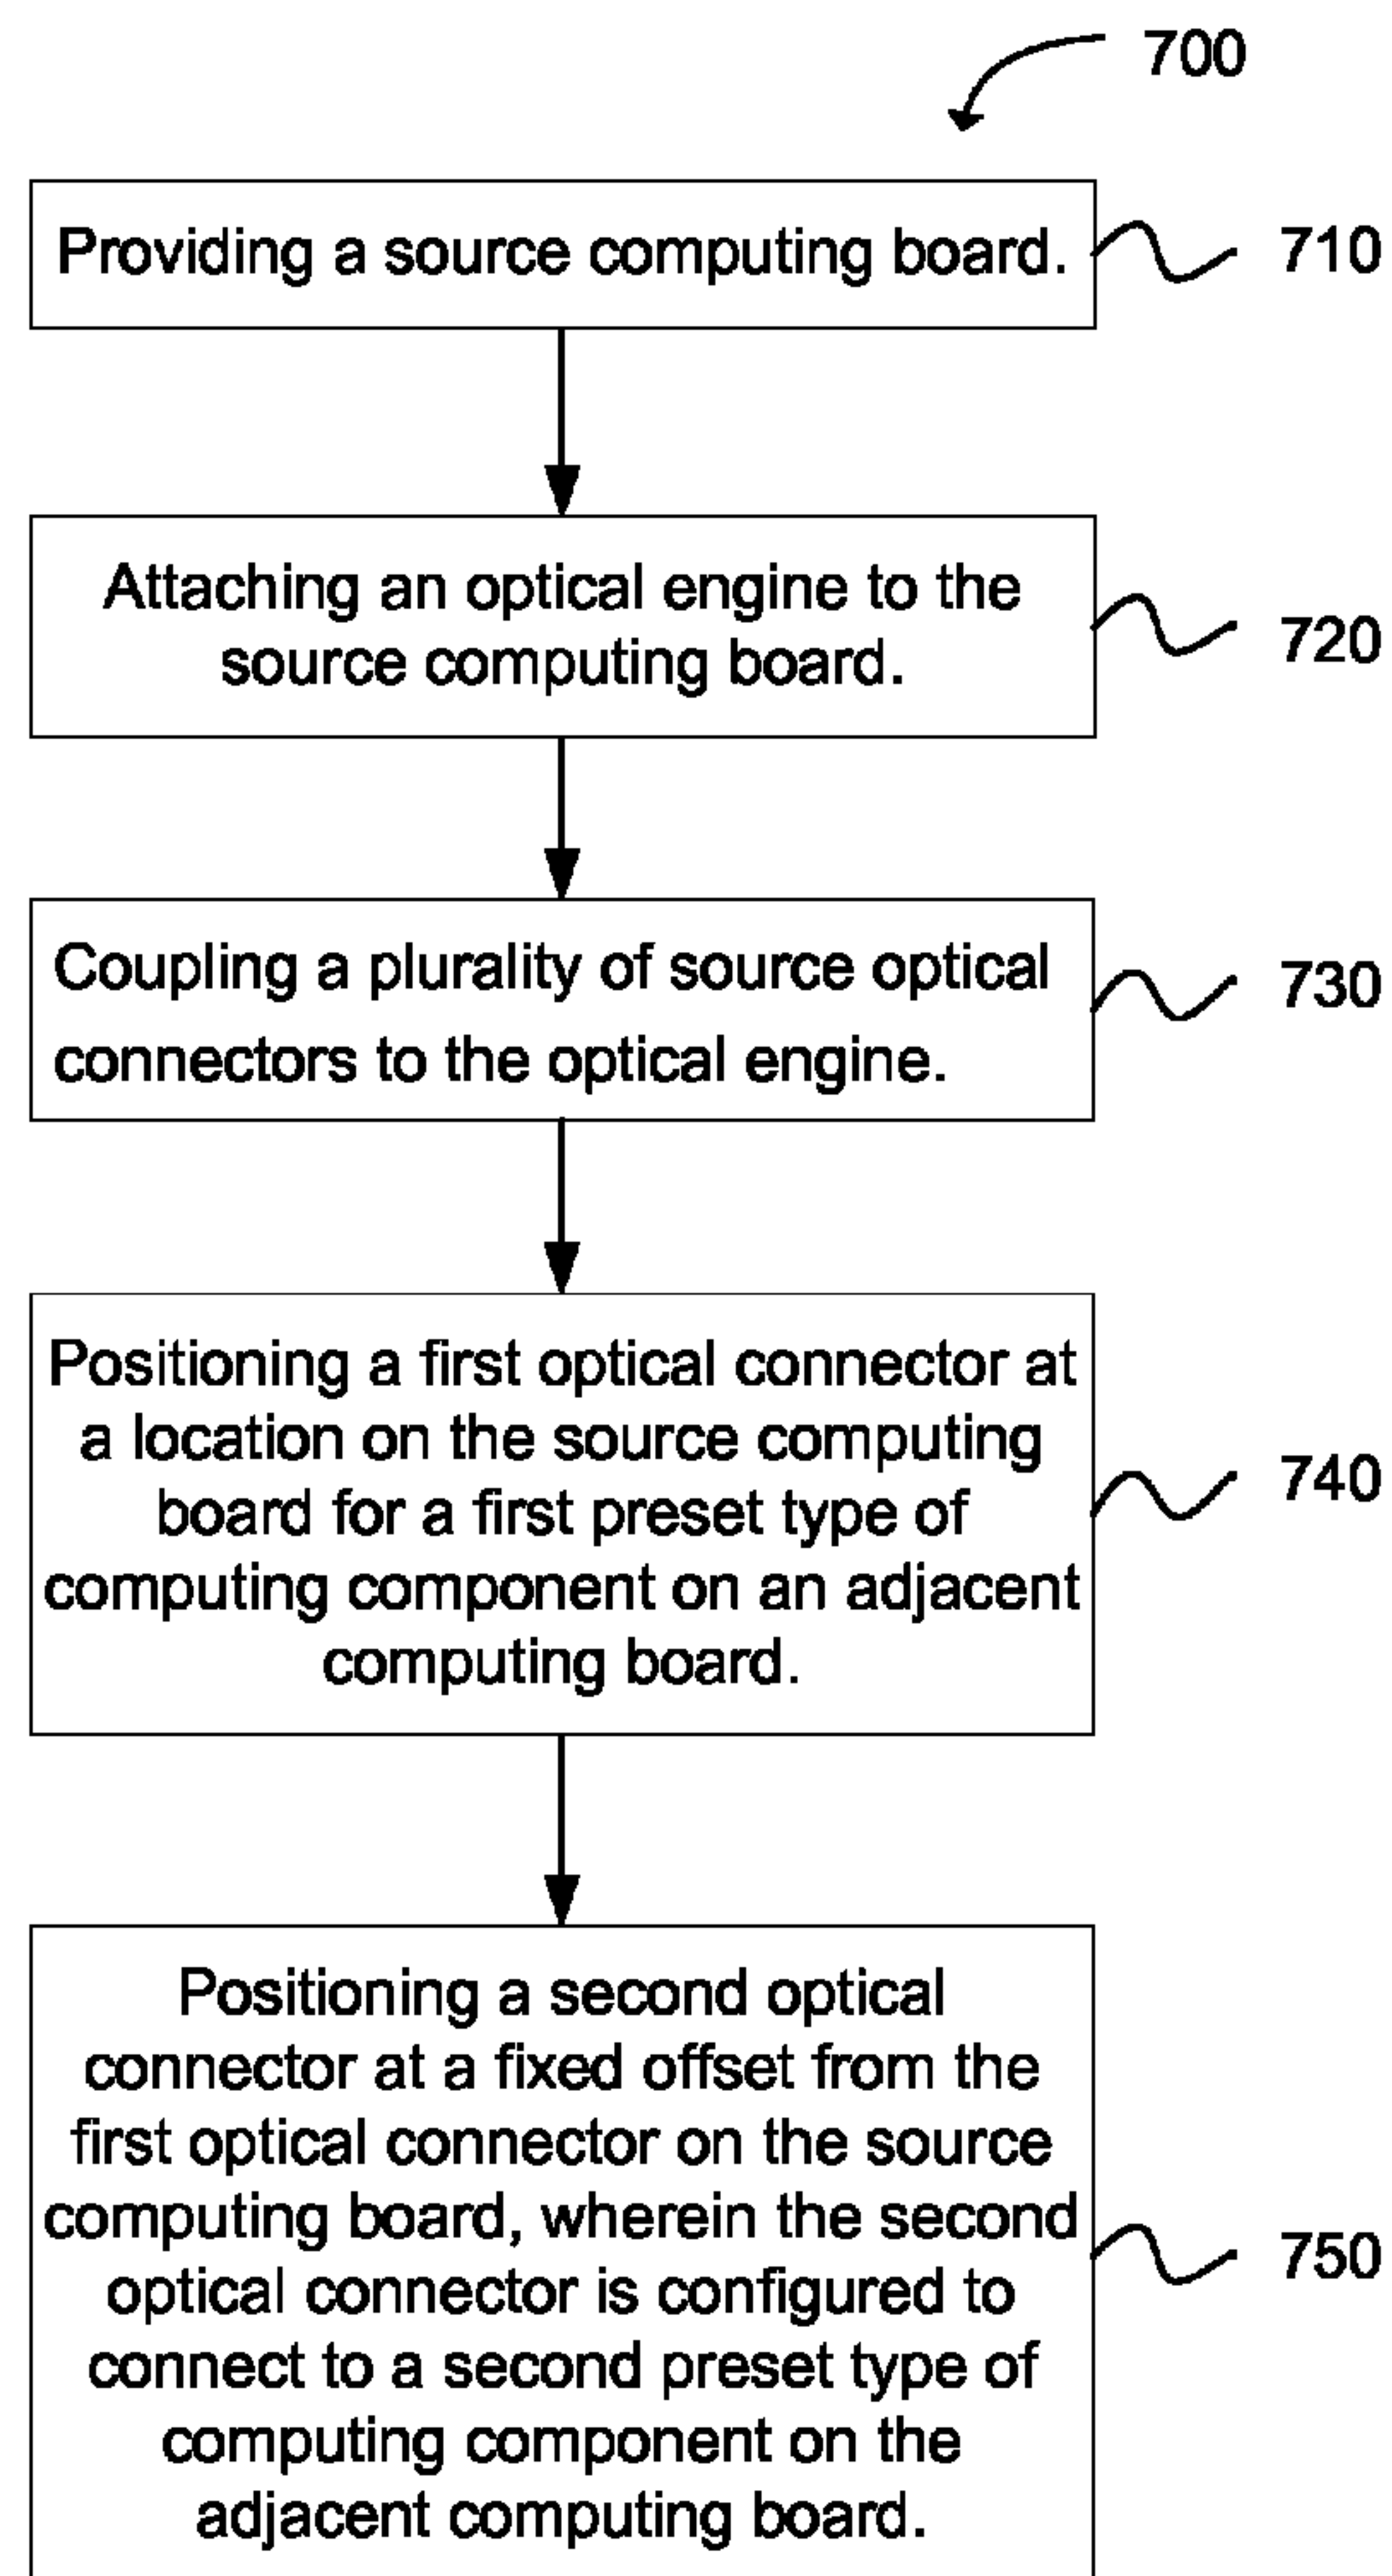 700
Providing a source computing board.
710
Attaching an optical engine to the
source computing board.
720
Coupling a plurality of source optical
connectors to the optical engine.
730
Positioning a first optical connector at
a location on the source computing
board for a first preset type of
computing component on an adjacent
computing board.
740
Positioning a second optical
connector at a fixed offset from the
first optical connector on the source
computing board, wherein the second
optical connector is configured to
connect to a second preset type of
computing component on the
adjacent computing board.
750